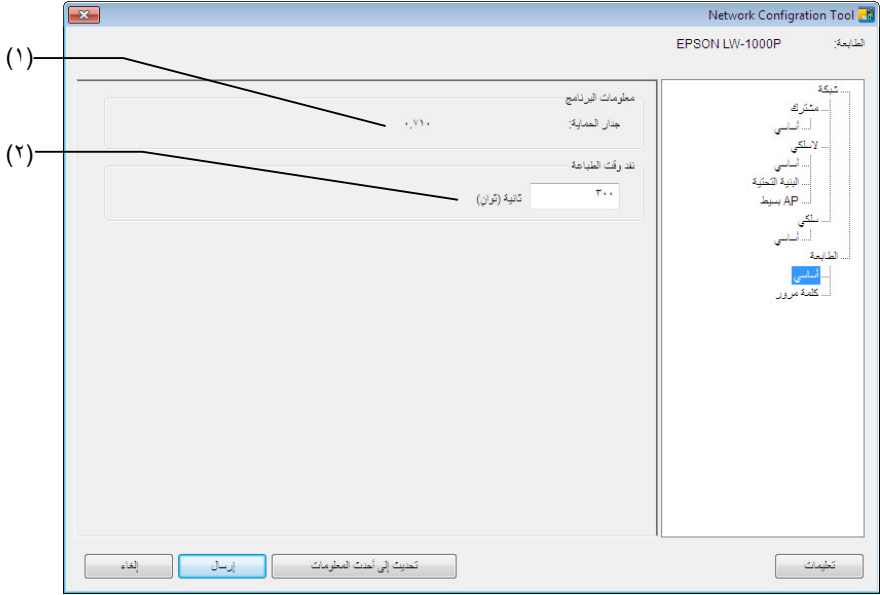 Network Configration Tool
الطابعة: EPSON LW-1000P
شبكة
مشترك
أساسي
لاسلكي
أساسي
البنية التحتية
AP بسيط
سلكي
أساسي
الطابعة
أساسي
كلمة مرور
معلومات البرنامج
جدار الحماية: ٠,٧١٠
نفد وقت الطباعة
٣٠٠ ثانية (ثوان)
(١)
(٢)
تعليمات
تحديث إلى أحدث المعلومات
إرسال
إلغاء